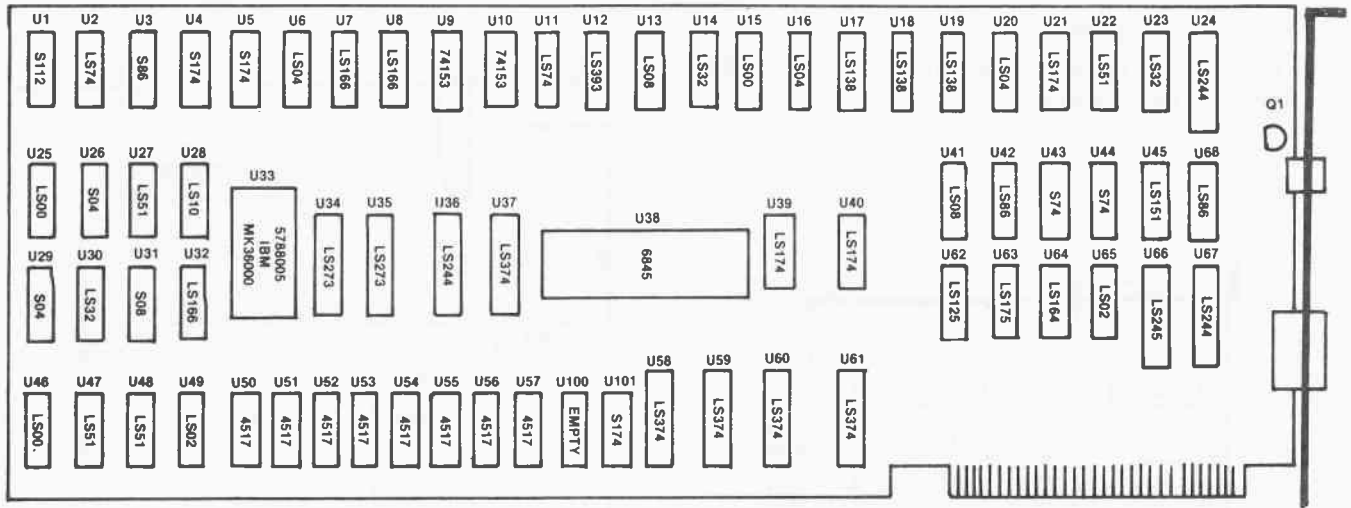 U1 U2 U3 U4 U5 U6 U7 U8 U9 U10 U11 U12 U13 U14 U15 U16 U17 U18 U19 U20 U21 U22 U23 U24
S112 LS74 S86 S174 S174 LS04 LS166 LS166 74153 74153 LS74 LS393 LS08 LS32 LS00 LS04 LS138 LS138 LS138 LS04 LS174 LS51 LS32 LS244
Q1
U25 U26 U27 U28 U33 U41 U42 U43 U44 U45 U68
LS00 S04 LS51 LS10 LS08 LS86 S74 S74 LS151 LS86
5788005
IBM
MK36000
U34 U35 U36 U37 U38 U39 U40
LS273 LS273 LS244 LS374 6845 LS174 LS174
U29 U30 U31 U32 U62 U63 U64 U65 U66 U67
S04 LS32 S08 LS166 LS125 LS175 LS164 LS02 LS245 LS244
U46 U47 U48 U49 U50 U51 U52 U53 U54 U55 U56 U57 U100 U101 U58 U59 U60 U61
LS00. LS51 LS51 LS02 4517 4517 4517 4517 4517 4517 4517 4517 EMPTY S174 LS374 LS374 LS374 LS374